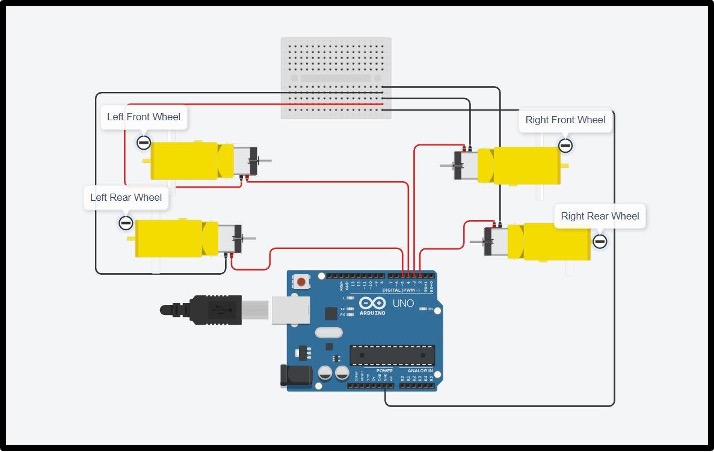 Left Front Wheel
Right Front Wheel
Left Rear Wheel
Right Rear Wheel
DIGITAL (PWM~)
UNO
ARDUINO
POWER
ANALOG IN